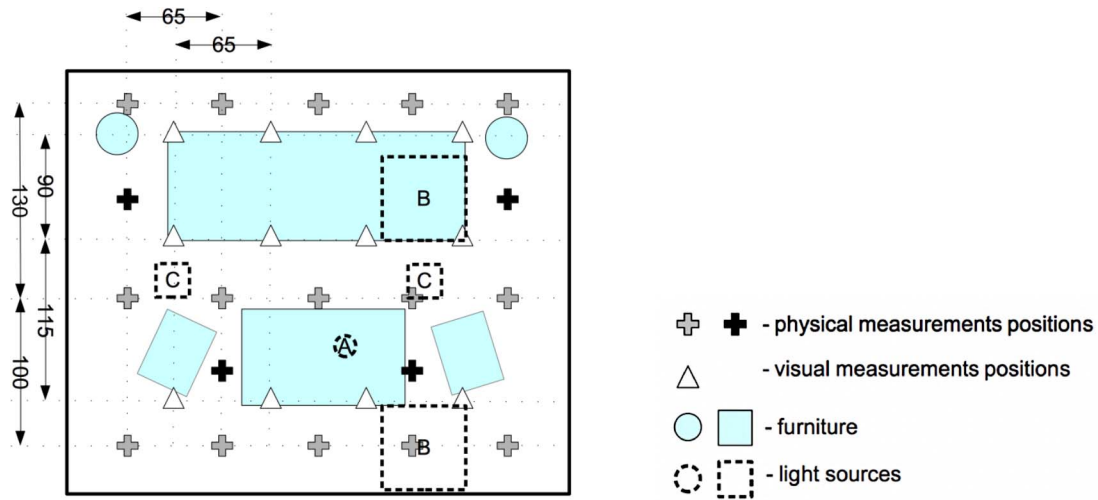 65
65
130
90
115
100
B
C
C
A
B
- physical measurements positions
- visual measurements positions
- furniture
- light sources